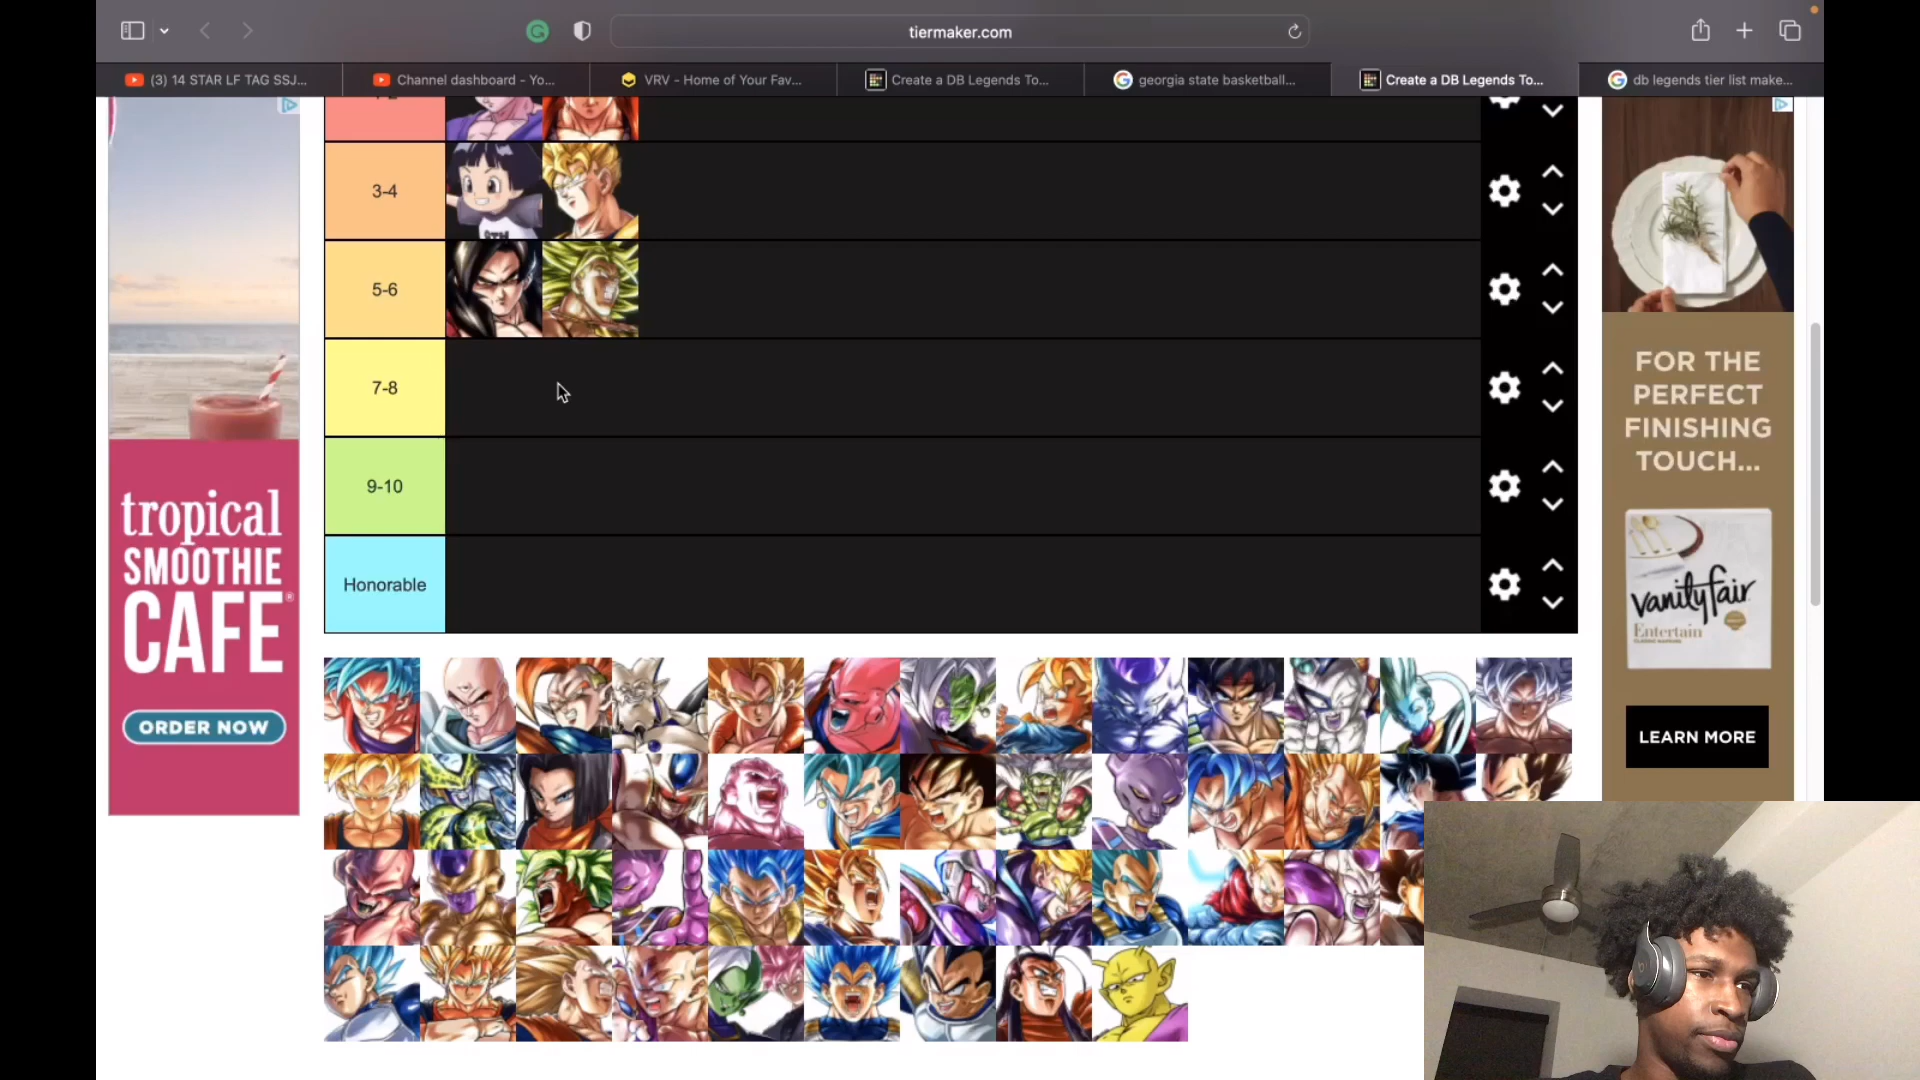 tiermaker.com
(3) 14 STAR LF TAG SSJ...
Channel dashboard - Yo...
VRV - Home of Your Fav...
Create a DB Legends To...
georgia state basketball...
Create a DB Legends To...
db legends tier list make...
3-4
5-6
7-8
9-10
Honorable
tropical
SMOOTHIE
CAFE®
ORDER NOW
FOR THE
PERFECT
FINISHING
TOUCH...
vanity fair
Entertain
LEARN MORE